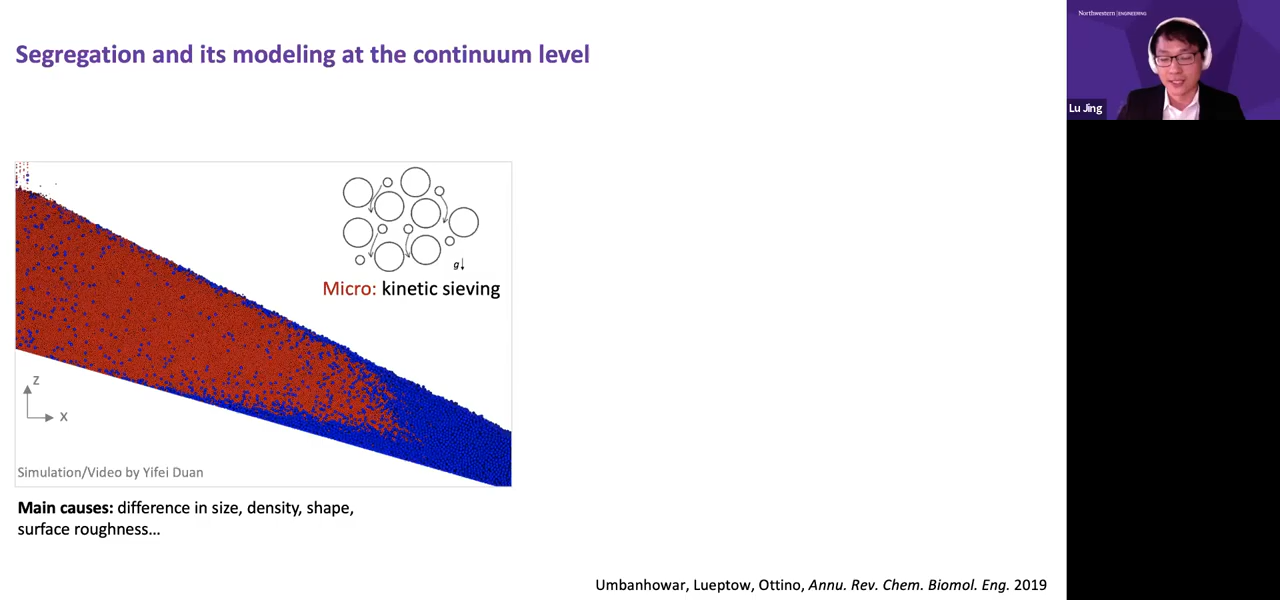 Segregation and its modeling at the continuum level
Northwestern | ENGINEERING
Lu Jing
g↓
Micro: kinetic sieving
Z
X
Simulation/Video by Yifei Duan
Main causes: difference in size, density, shape,
surface roughness...
Umbanhowar, Lueptow, Ottino, Annu. Rev. Chem. Biomol. Eng. 2019